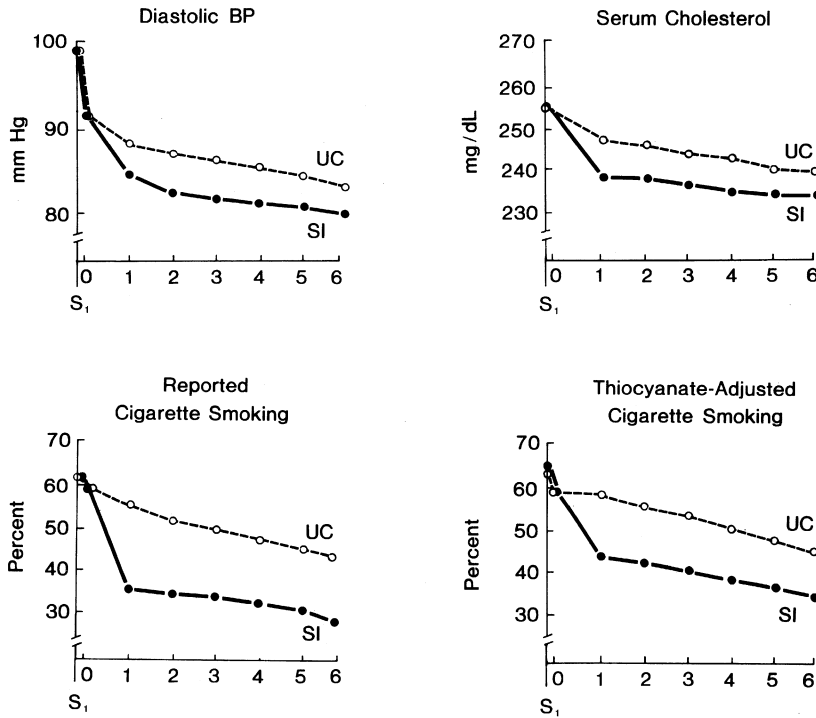 Diastolic BP
mm Hg
100
90
80
UC
SI
0 1 2 3 4 5 6
S1
Serum Cholesterol
mg/dL
270
260
250
240
230
UC
SI
0 1 2 3 4 5 6
S1
Reported
Cigarette Smoking
Percent
70
60
50
40
30
UC
SI
0 1 2 3 4 5 6
S1
Thiocyanate-Adjusted
Cigarette Smoking
Percent
70
60
50
40
30
UC
SI
0 1 2 3 4 5 6
S1